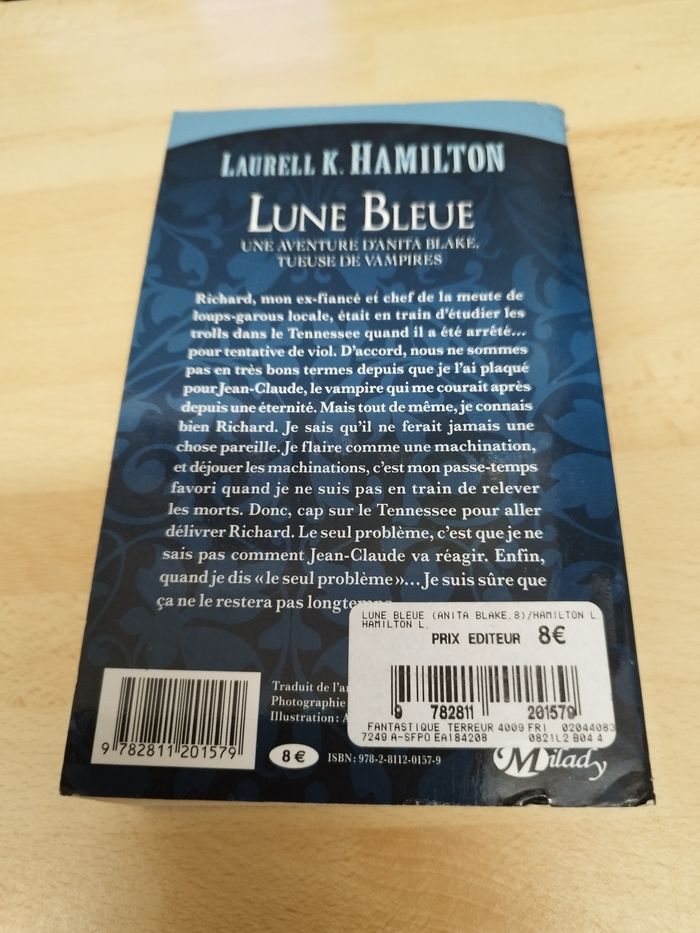 LAURELL K. HAMILTON
LUNE BLEUE
UNE AVENTURE D'ANITA BLAKE,
TUEUSE DE VAMPIRES
Richard, mon ex-fiancé et chef de la meute de
loups-garous locale, était en train d'étudier les
trolls dans le Tennessee quand il a été arrêté...
pour tentative de viol. D'accord, nous ne sommes
pas en très bons termes depuis que je l'ai plaqué
pour Jean-Claude, le vampire qui me courait après
depuis une éternité. Mais tout de même, je connais
bien Richard. Je sais qu'il ne ferait jamais une
chose pareille. Je flaire comme une machination,
et déjouer les machinations, c'est mon passe-temps
favori quand je ne suis pas en train de relever
les morts. Donc, cap sur le Tennessee pour aller
délivrer Richard. Le seul problème, c'est que je ne
sais pas comment Jean-Claude va réagir. Enfin,
quand je dis « le seul problème »... Je suis sûre que
ça ne le restera pas
LUNE BLEUE (ANITA BLAKE,8)/HAMILTON L.
HAMILTON L.
PRIX EDITEUR 8€
9 782811 201579
FANTASTIQUE TERREUR 4009 FRI 02044083
7249 A-SFPO EA184208 0821L2 B04 4
Traduit de
Photographie
Illustration :
9 782811 201579
8 €
ISBN : 978-2-8112-0157-9
Milady